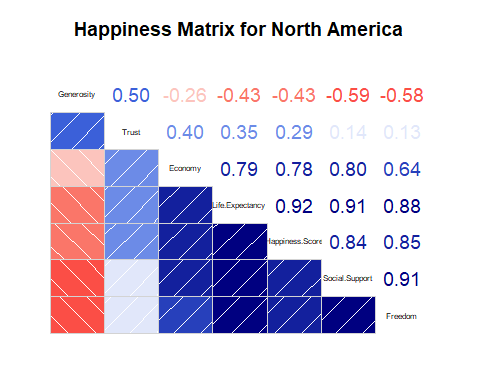 Happiness Matrix for North America
Generosity 0.50 -0.26 -0.43 -0.43 -0.59 -0.58
Trust 0.40 0.35 0.29 0.14 0.13
Economy 0.79 0.78 0.80 0.64
Life.Expectancy 0.92 0.91 0.88
Happiness.Score 0.84 0.85
Social.Support 0.91
Freedom